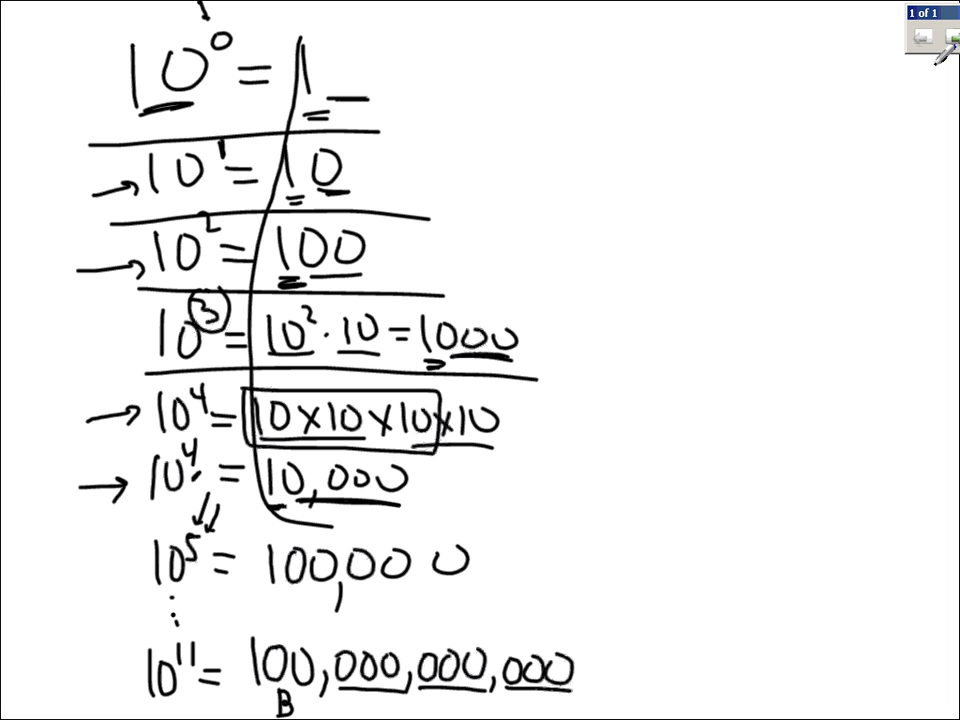 1 of 1
10⁰ = 1
10¹ = 10
10² = 100
10³ = 10² · 10 = 1000
10⁴ = 10 × 10 × 10 × 10
10⁴ = 10,000
10⁵ = 100,000
⋮
10¹¹ = 100,000,000,000
B